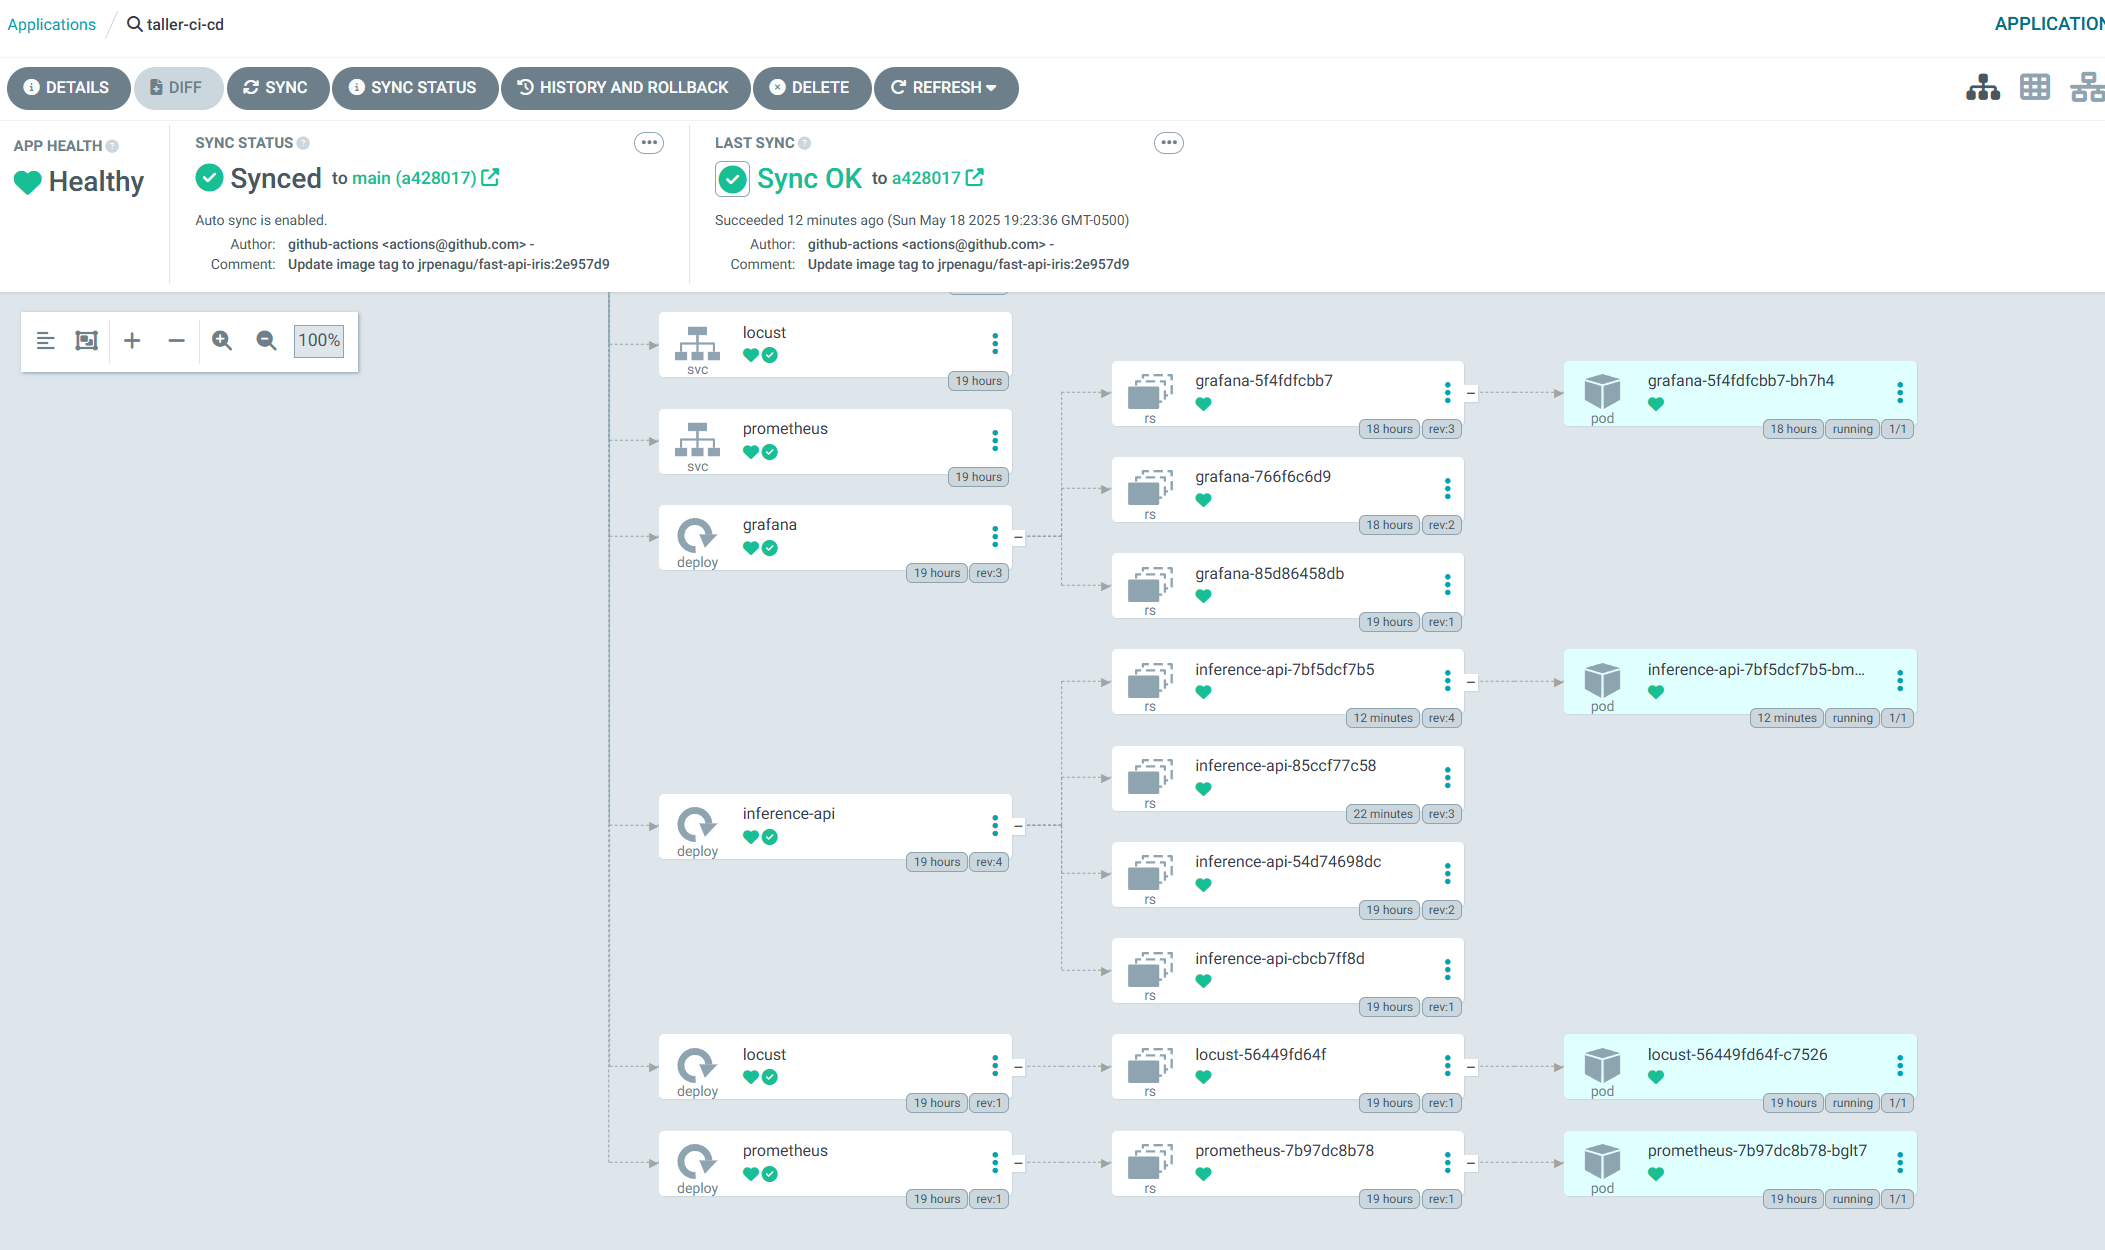 Applications / taller-ci-cd
APPLICATION
DETAILS
DIFF
SYNC
SYNC STATUS
HISTORY AND ROLLBACK
DELETE
REFRESH
APP HEALTH
Healthy
SYNC STATUS
Synced to main (a428017)
Auto sync is enabled.
Author: github-actions <actions@github.com> -
Comment: Update image tag to jrpenagu/fast-api-iris:2e957d9
LAST SYNC
Sync OK to a428017
Succeeded 12 minutes ago (Sun May 18 2025 19:23:36 GMT-0500)
Author: github-actions <actions@github.com> -
Comment: Update image tag to jrpenagu/fast-api-iris:2e957d9
100%
locust
svc
19 hours
prometheus
svc
19 hours
grafana
deploy
19 hours rev:3
grafana-5f4fdfcbb7
rs
18 hours rev:3
grafana-5f4fdfcbb7-bh7h4
pod
18 hours running 1/1
grafana-766f6c6d9
rs
18 hours rev:2
grafana-85d86458db
rs
19 hours rev:1
inference-api
deploy
19 hours rev:4
inference-api-7bf5dcf7b5
rs
12 minutes rev:4
inference-api-7bf5dcf7b5-bm...
pod
12 minutes running 1/1
inference-api-85ccf77c58
rs
22 minutes rev:3
inference-api-54d74698dc
rs
19 hours rev:2
inference-api-cbcb7ff8d
rs
19 hours rev:1
locust
deploy
19 hours rev:1
locust-56449fd64f
rs
19 hours rev:1
locust-56449fd64f-c7526
pod
19 hours running 1/1
prometheus
deploy
19 hours rev:1
prometheus-7b97dc8b78
rs
19 hours rev:1
prometheus-7b97dc8b78-bglt7
pod
19 hours running 1/1